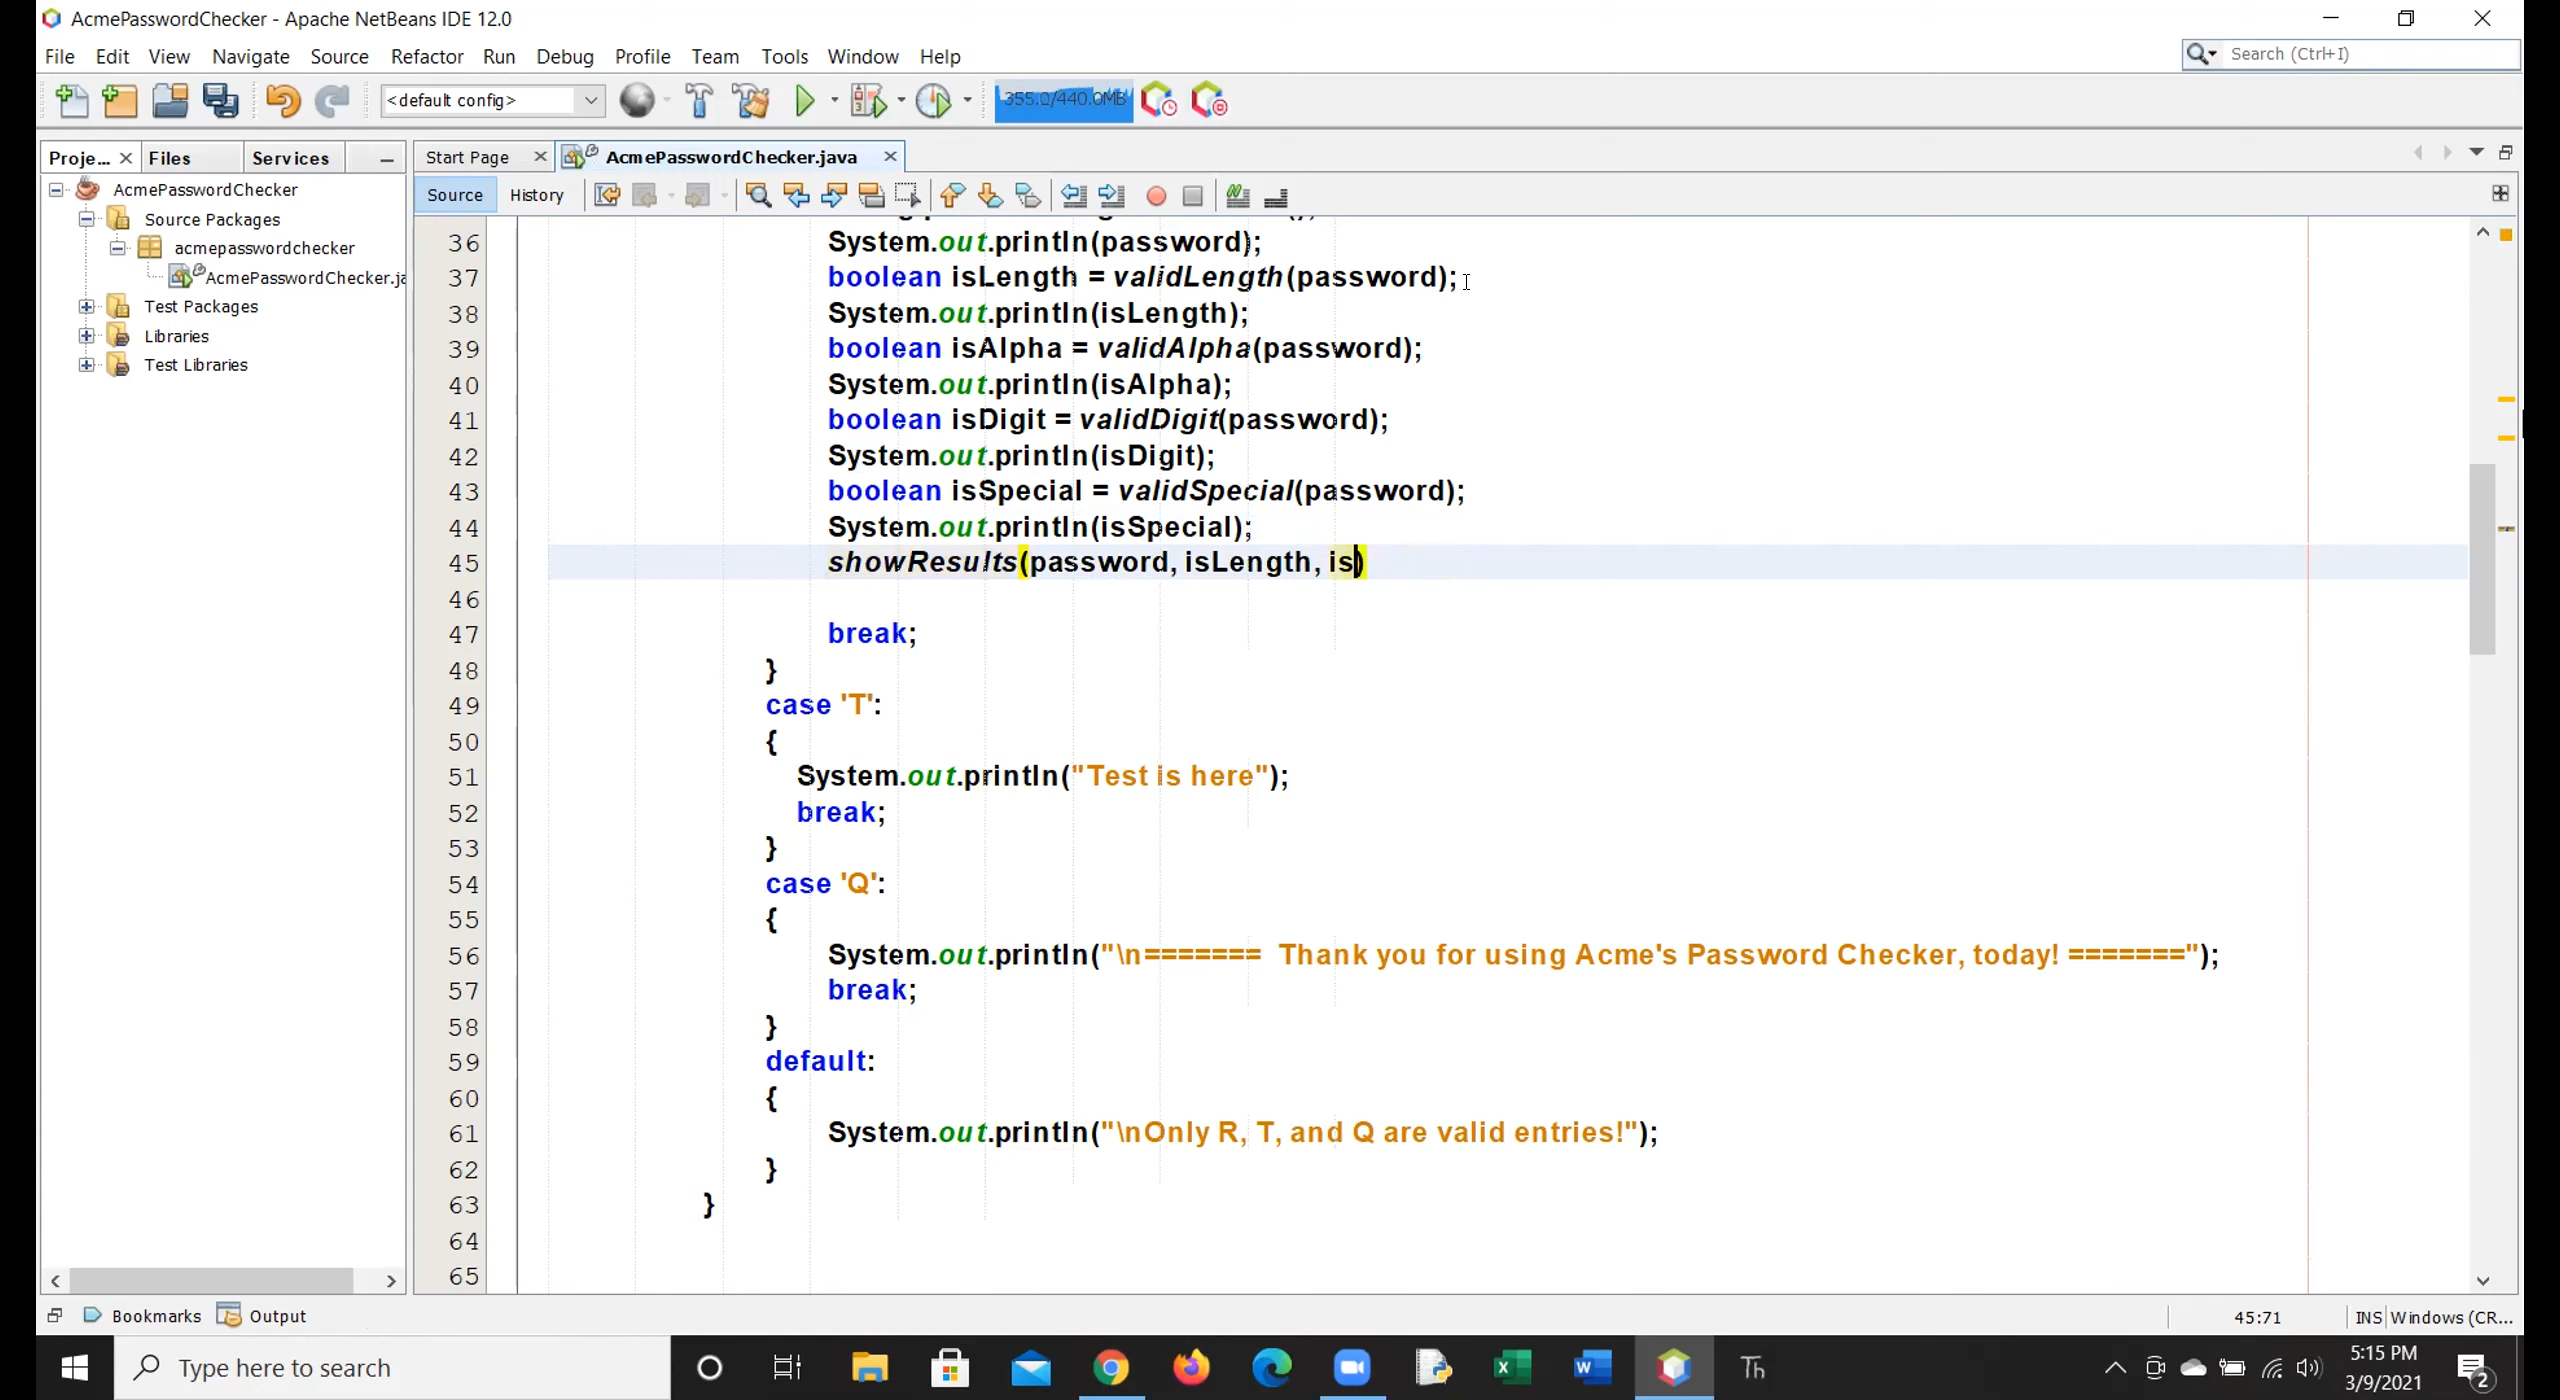 AcmePasswordChecker - Apache NetBeans IDE 12.0
File Edit View Navigate Source Refactor Run Debug Profile Team Tools Window Help
Search (Ctrl+I)
<default config>
355.0/440.0MB
Proje... Files Services
Start Page AcmePasswordChecker.java
AcmePasswordChecker
Source Packages
acmepasswordchecker
AcmePasswordChecker.ja
Test Packages
Libraries
Test Libraries
Source History
36 System.out.println(password);
37 boolean isLength = validLength(password);
38 System.out.println(isLength);
39 boolean isAlpha = validAlpha(password);
40 System.out.println(isAlpha);
41 boolean isDigit = validDigit(password);
42 System.out.println(isDigit);
43 boolean isSpecial = validSpecial(password);
44 System.out.println(isSpecial);
45 showResults(password, isLength, is)
46
47 break;
48 }
49 case 'T':
50 {
51 System.out.println("Test is here");
52 break;
53 }
54 case 'Q':
55 {
56 System.out.println("\n======= Thank you for using Acme's Password Checker, today! =======");
57 break;
58 }
59 default:
60 {
61 System.out.println("\nOnly R, T, and Q are valid entries!");
62 }
63 }
64
65
Bookmarks Output
45:71 INS Windows (CR...
Type here to search
Th
5:15 PM
3/9/2021
2